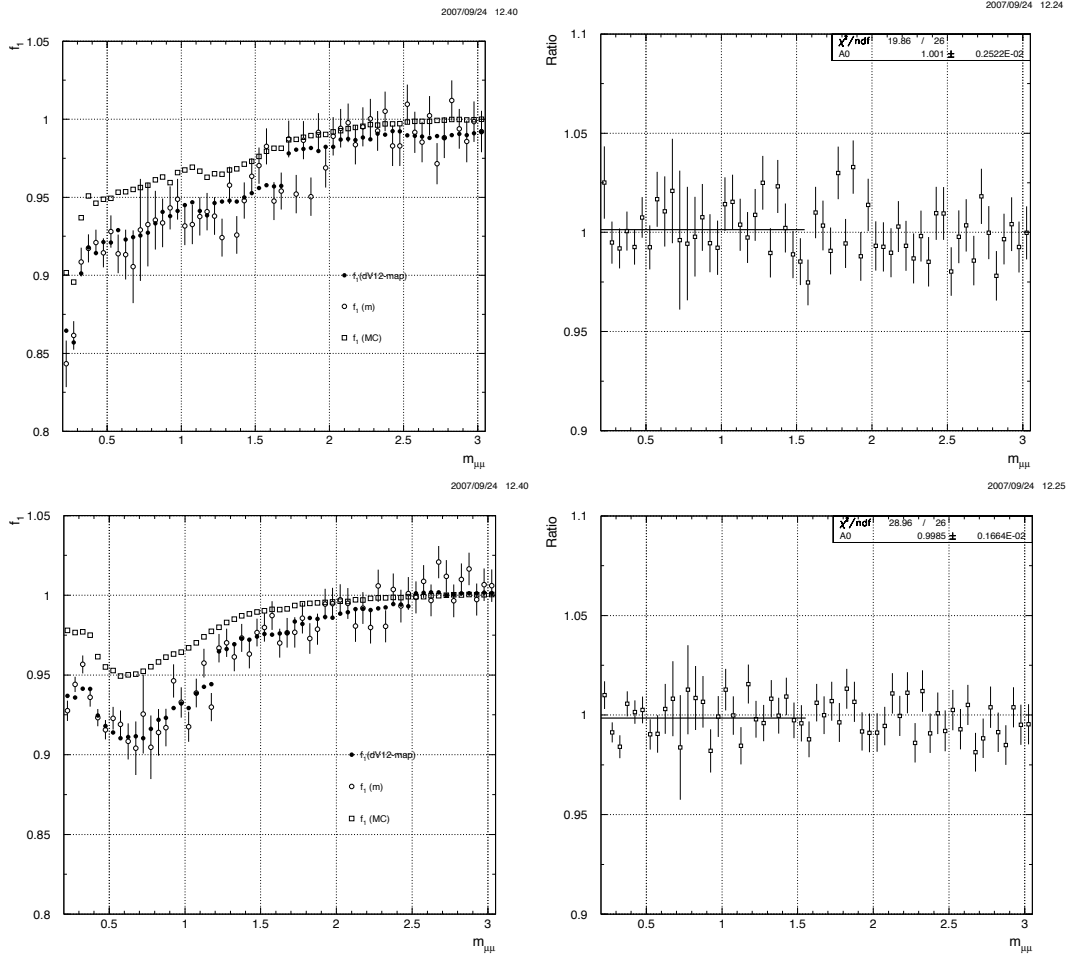 2007/09/24 12.40
f₁
1.05
1
0.95
0.9
0.85
0.8
f₁(dV12-map)
f₁ (m)
f₁ (MC)
0.5 1 1.5 2 2.5 3
mμμ
2007/09/24 12.24
Ratio
1.1
1.05
1
0.95
0.9
χ²/ndf 19.86 / 26
A0 1.001 ± 0.2522E-02
0.5 1 1.5 2 2.5 3
mμμ
2007/09/24 12.40
f₁
1.05
1
0.95
0.9
0.85
0.8
f₁(dV12-map)
f₁ (m)
f₁ (MC)
0.5 1 1.5 2 2.5 3
mμμ
2007/09/24 12.25
Ratio
1.1
1.05
1
0.95
0.9
χ²/ndf 28.96 / 26
A0 0.9985 ± 0.1664E-02
0.5 1 1.5 2 2.5 3
mμμ